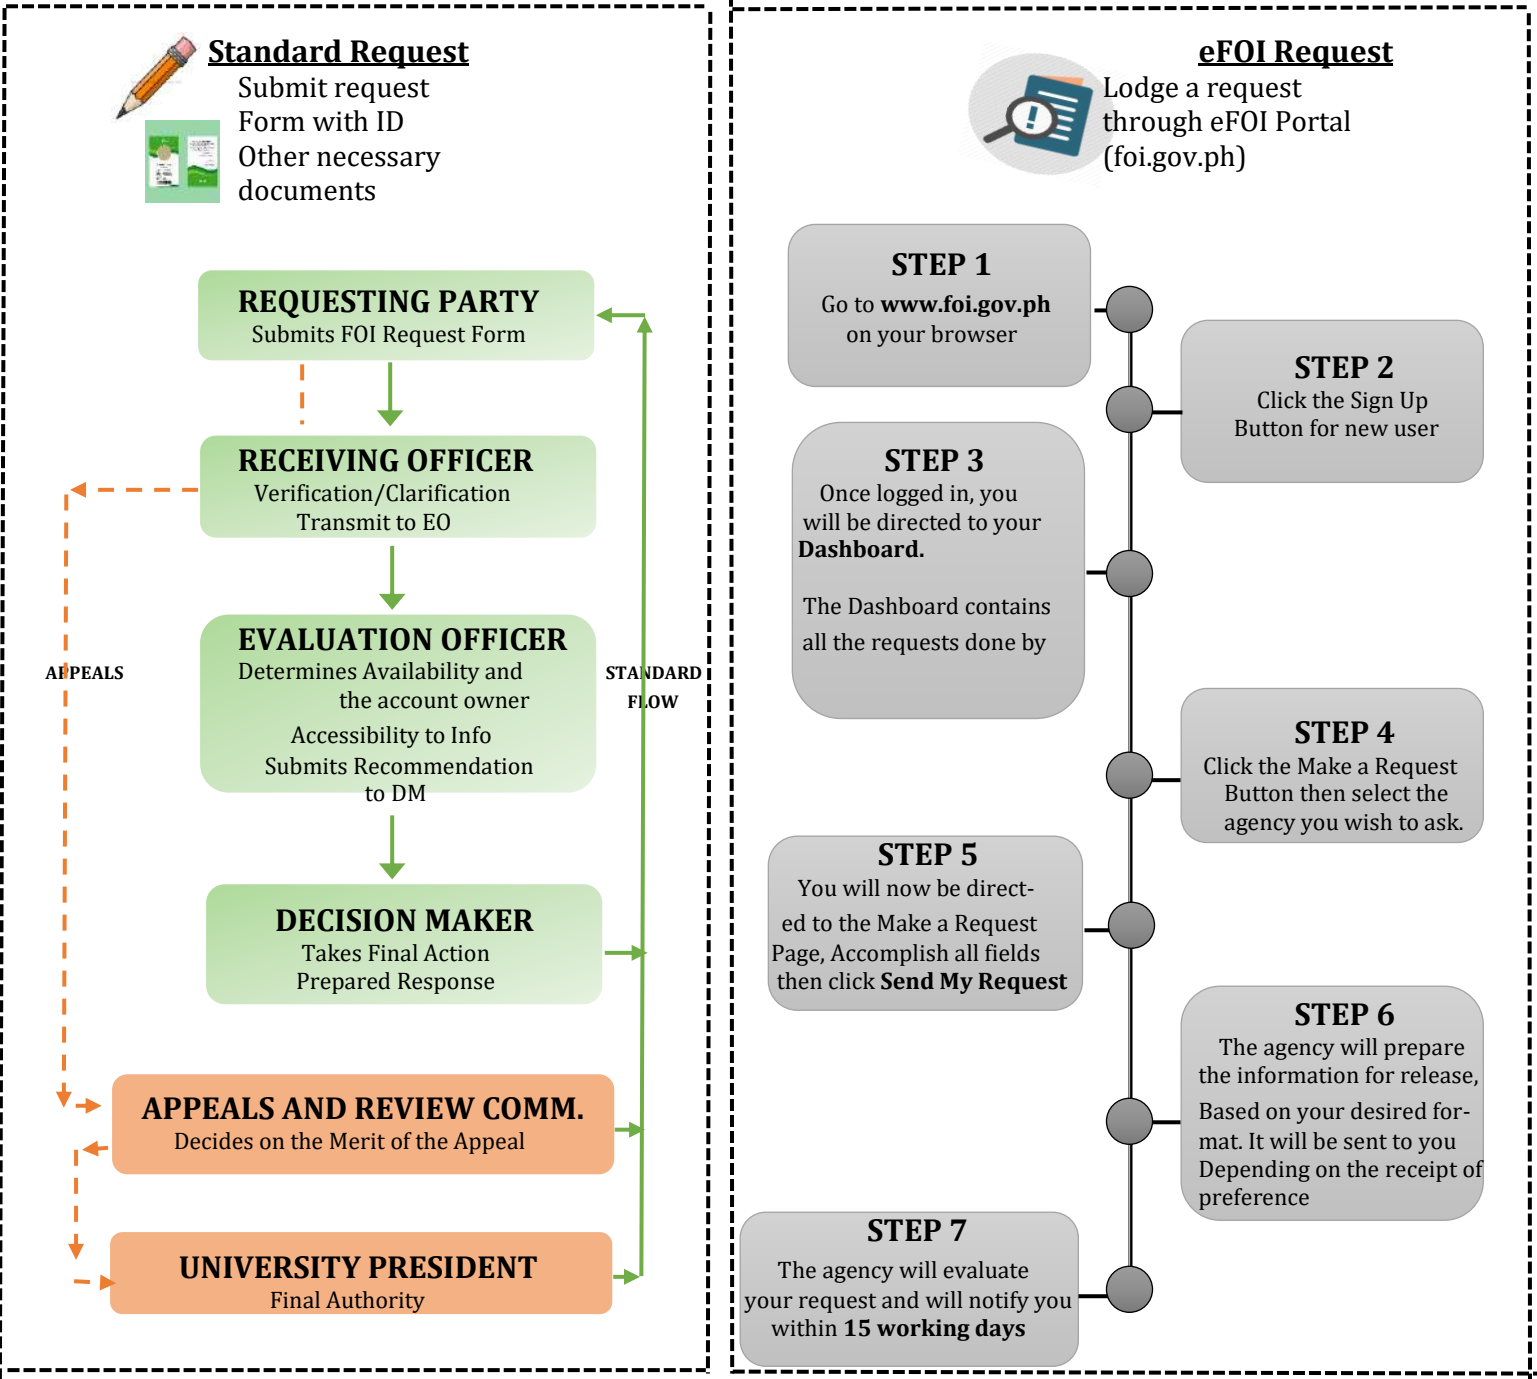 Standard Request
Submit request
Form with ID
Other necessary
documents
REQUESTING PARTY
Submits FOI Request Form
RECEIVING OFFICER
Verification/Clarification
Transmit to EO
EVALUATION OFFICER
Determines Availability and
the account owner
Accessibility to Info
Submits Recommendation
to DM
APPEALS
STANDARD
FLOW
DECISION MAKER
Takes Final Action
Prepared Response
APPEALS AND REVIEW COMM.
Decides on the Merit of the Appeal
UNIVERSITY PRESIDENT
Final Authority
eFOI Request
Lodge a request
through eFOI Portal
(foi.gov.ph)
STEP 1
Go to www.foi.gov.ph
on your browser
STEP 2
Click the Sign Up
Button for new user
STEP 3
Once logged in, you
will be directed to your
Dashboard.
The Dashboard contains
all the requests done by
STEP 4
Click the Make a Request
Button then select the
agency you wish to ask.
STEP 5
You will now be direct-
ed to the Make a Request
Page, Accomplish all fields
then click Send My Request
STEP 6
The agency will prepare
the information for release,
Based on your desired for-
mat. It will be sent to you
Depending on the receipt of
preference
STEP 7
The agency will evaluate
your request and will notify you
within 15 working days